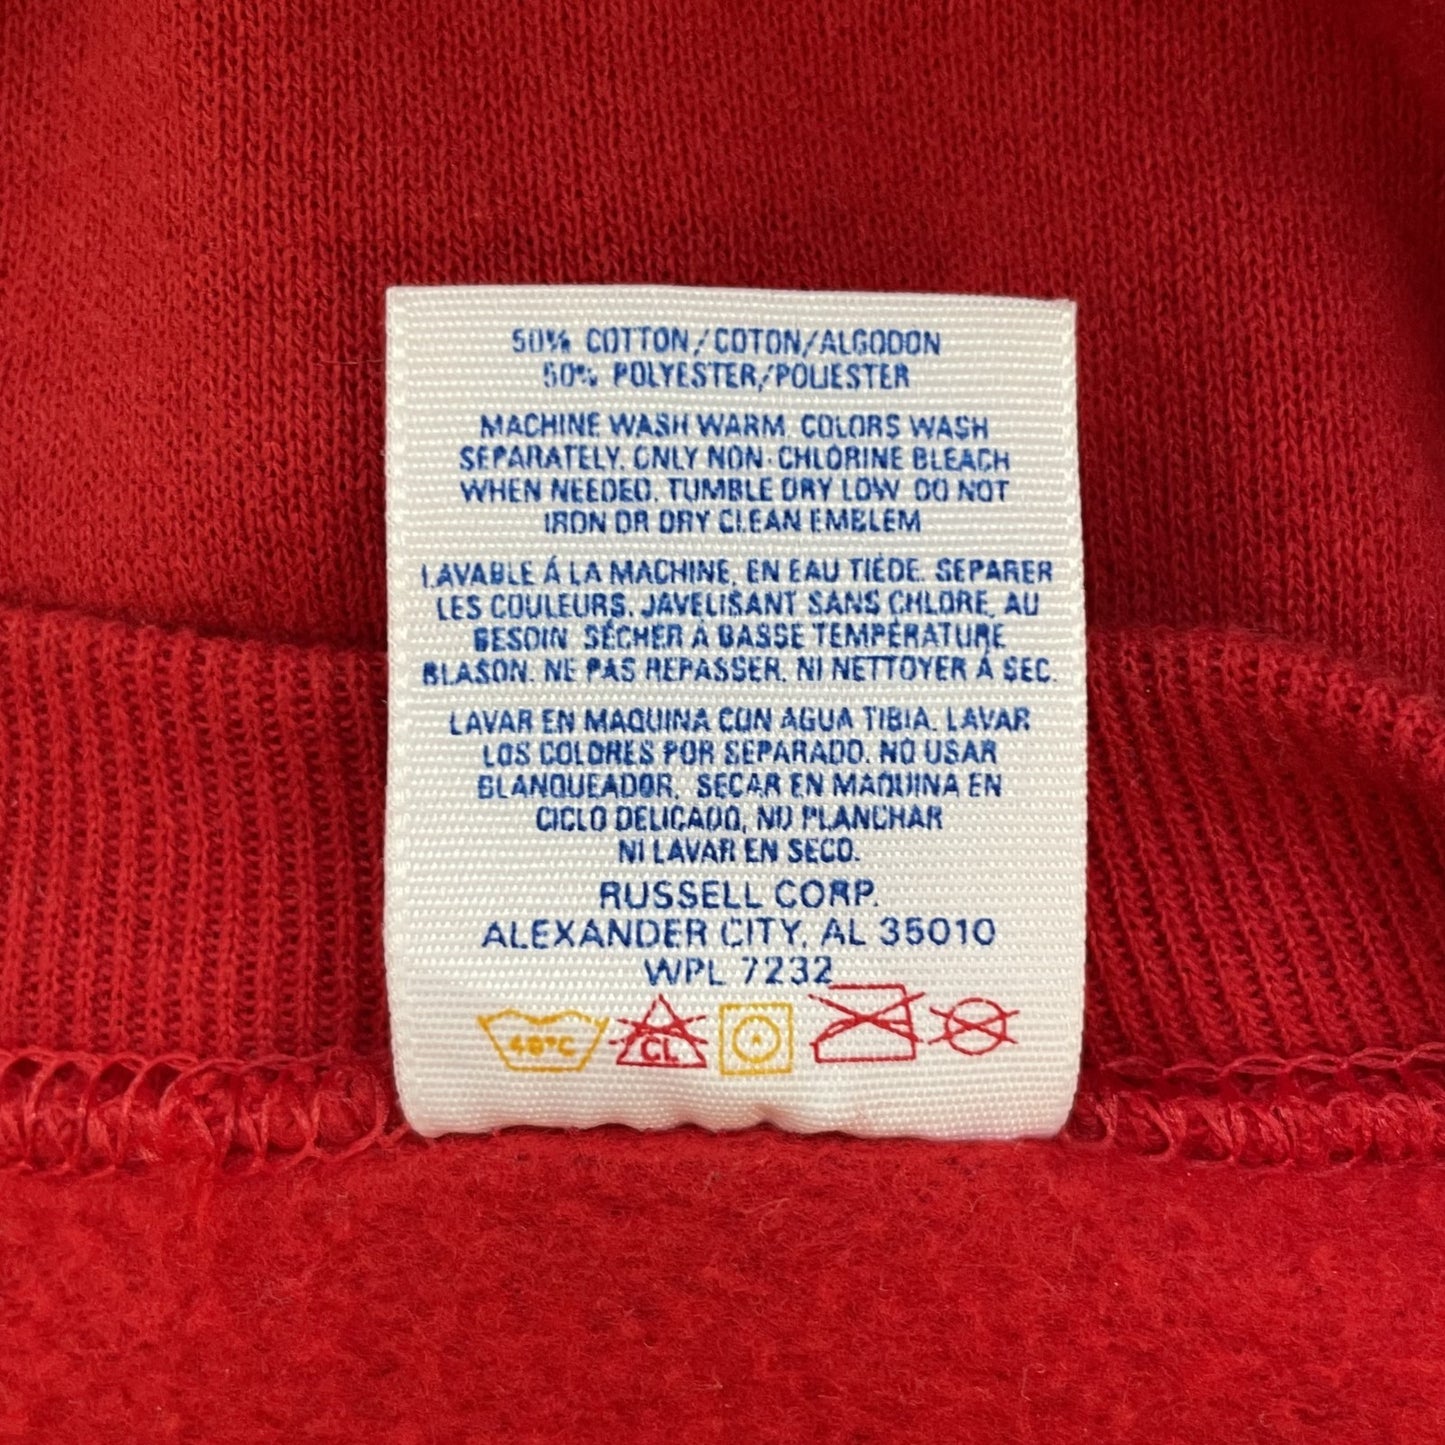 50% COTTON/COTON/ALGODON
50% POLYESTER/POLIESTER
MACHINE WASH WARM. COLORS WASH
SEPARATELY. ONLY NON-CHLORINE BLEACH
WHEN NEEDED. TUMBLE DRY LOW. DO NOT
IRON OR DRY CLEAN EMBLEM
LAVABLE Á LA MACHINE, EN EAU TIÉDE. SEPARER
LES COULEURS. JAVELISANT SANS CHLORE, AU
BESOIN. SÉCHER À BASSE TEMPÉRATURE
BLASON. NE PAS REPASSER, NI NETTOYER À SEC.
LAVAR EN MAQUINA CON AGUA TIBIA. LAVAR
LOS COLORES POR SEPARADO. NO USAR
BLANQUEADOR. SECAR EN MAQUINA EN
CICLO DELICADO, NO PLANCHAR
NI LAVAR EN SECO.
RUSSELL CORP.
ALEXANDER CITY, AL 35010
WPL 7232
40°C CL A